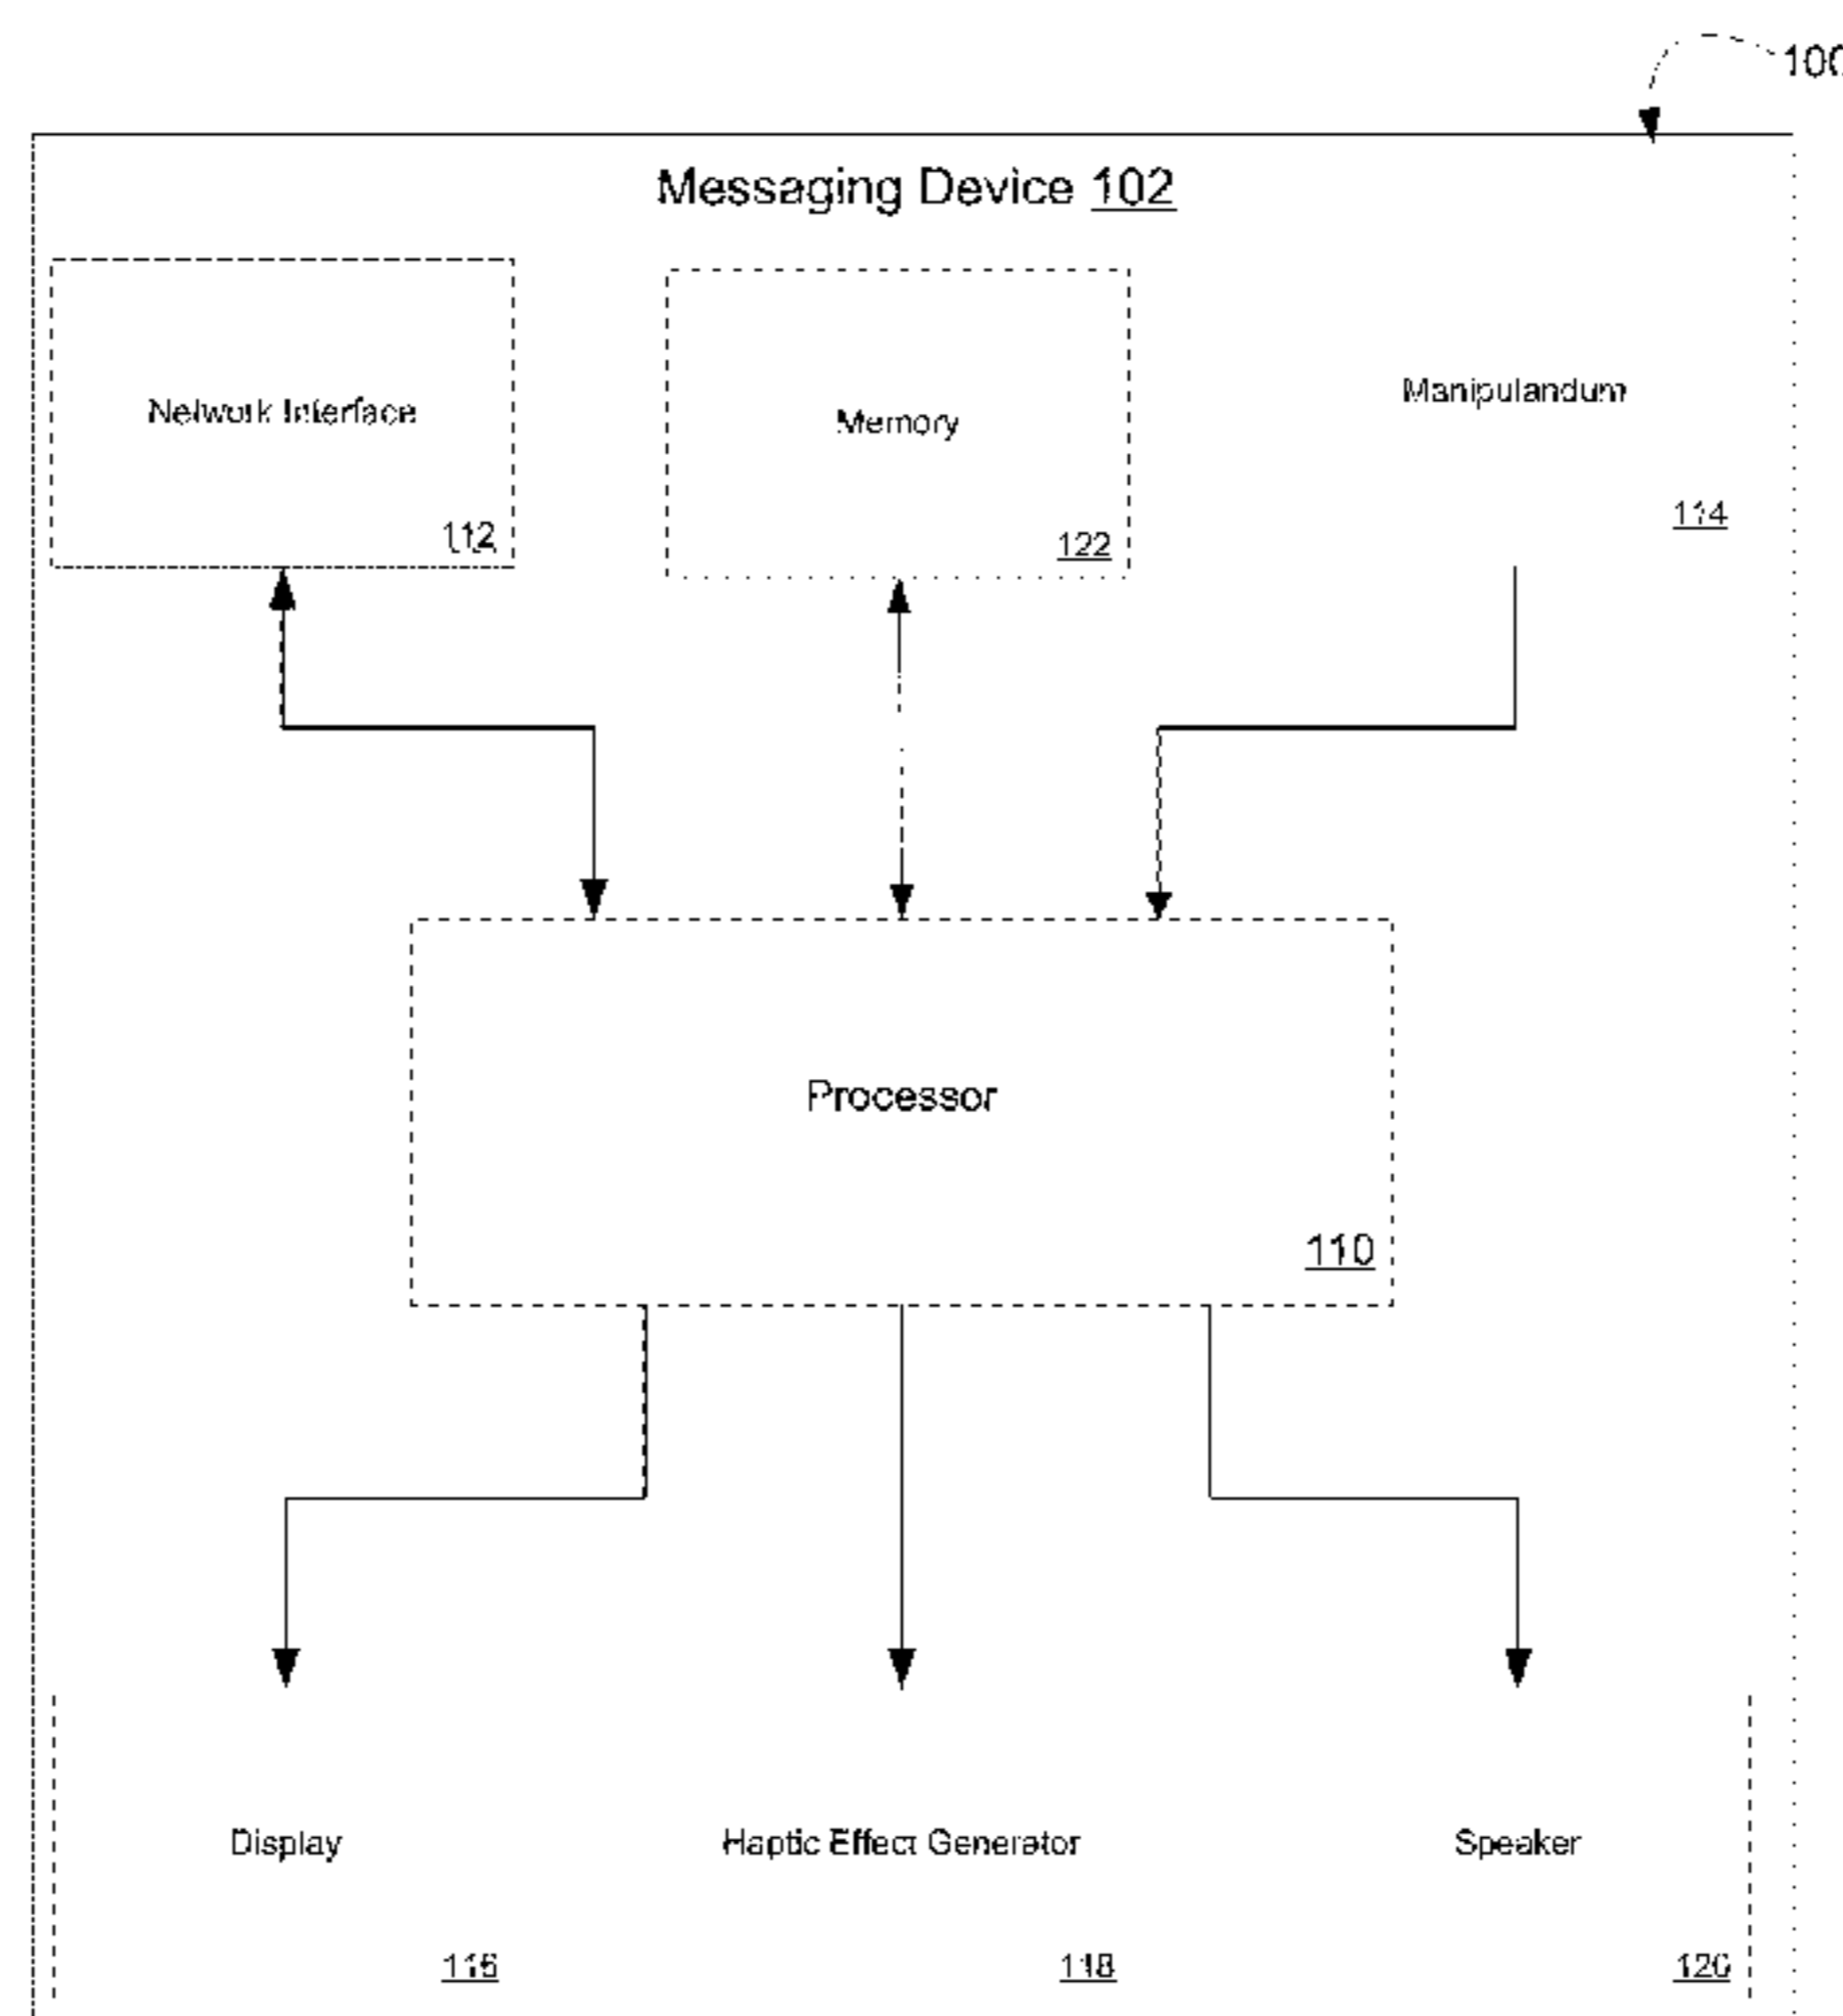 100
Messaging Device 102
Network Interface
112
Memory
122
Manipulandum
114
Processor
110
Display
116
Haptic Effect Generator
118
Speaker
120